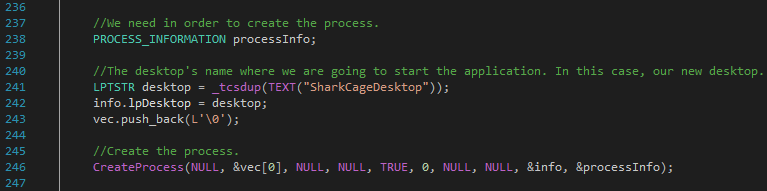 236
237 //We need in order to create the process.
238 PROCESS_INFORMATION processInfo;
239
240 //The desktop's name where we are going to start the application. In this case, our new desktop.
241 LPTSTR desktop = _tcsdup(TEXT("SharkCageDesktop"));
242 info.lpDesktop = desktop;
243 vec.push_back(L'\0');
244
245 //Create the process.
246 CreateProcess(NULL, &vec[0], NULL, NULL, TRUE, 0, NULL, NULL, &info, &processInfo);
247